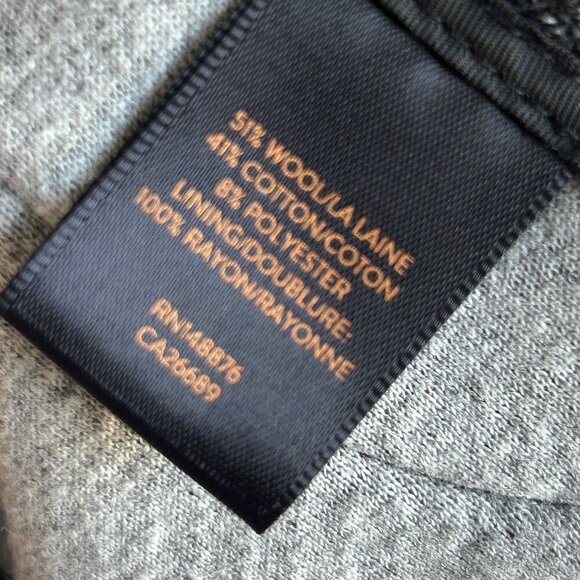 51% WOOL/LA LAINE
41% COTTON/COTON
8% POLYESTER
LINING/DOUBLURE:
100% RAYON/RAYONNE
RN148876
CA26689